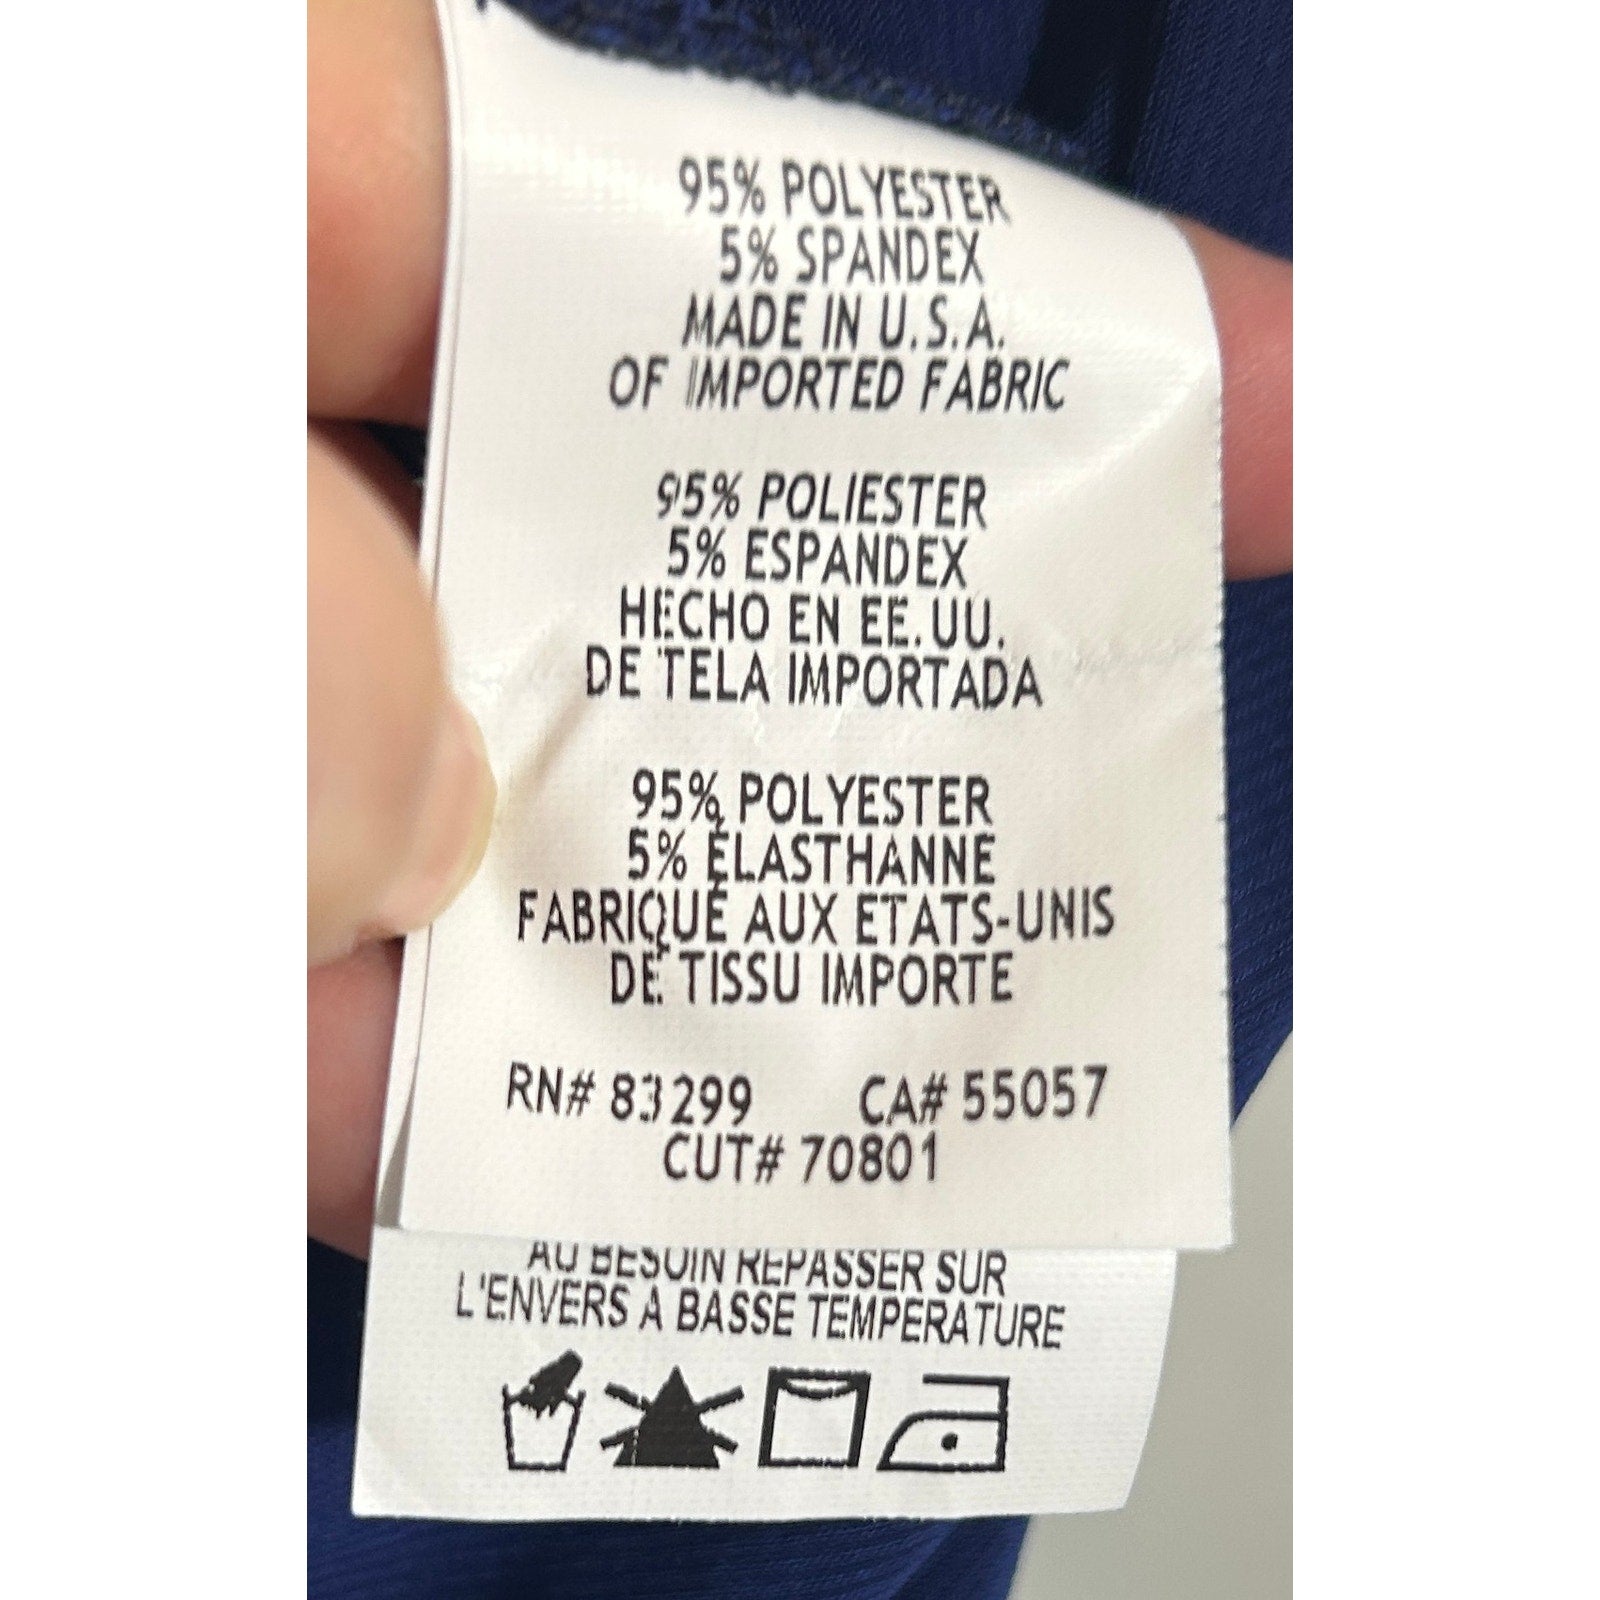 95% POLYESTER
5% SPANDEX
MADE IN U.S.A.
OF IMPORTED FABRIC
95% POLIESTER
5% ESPANDEX
HECHO EN EE.UU.
DE TELA IMPORTADA
95% POLYESTER
5% ÉLASTHANNE
FABRIQUÉ AUX ETATS-UNIS
DE TISSU IMPORTE
RN# 83299 CA# 55057
CUT# 70801
AU BESOIN REPASSER SUR
L'ENVERS A BASSE TEMPERATURE